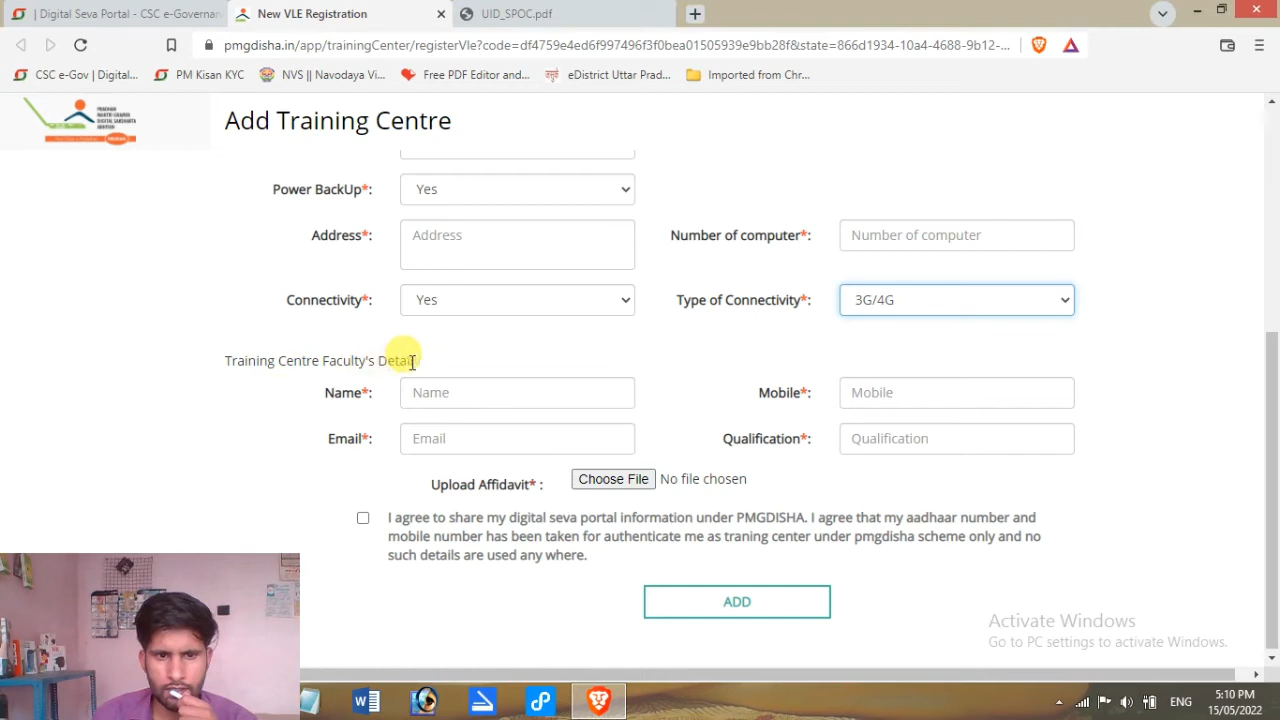 | Digital Seva Portal - CSC e-Governan
New VLE Registration
UID_SPOC.pdf
pmgdisha.in/app/trainingCenter/registerVle?code=df4753e4ed6f997496f3f0bea01505939e9bb28f&state=866d1934-10a4-4688-9b12-...
CSC e-Gov | Digital...
PM Kisan KYC
NVS || Navodaya Vi...
Free PDF Editor and...
eDistrict Uttar Prad...
Imported from Chr...
PRADHAN
MANTRI GRAMIN
DIGITAL SAKSHARTA
ABHIYAN
Add Training Centre
Power BackUp*: Yes
Address*: Address
Number of computer*: Number of computer
Connectivity*: Yes
Type of Connectivity*: 3G/4G
Training Centre Faculty's Detail
Name*: Name
Mobile*: Mobile
Email*: Email
Qualification*: Qualification
Upload Affidavit* : Choose File No file chosen
I agree to share my digital seva portal information under PMGDISHA. I agree that my aadhaar number and
mobile number has been taken for authenticate me as traning center under pmgdisha scheme only and no
such details are used any where.
ADD
Activate Windows
Go to PC settings to activate Windows.
ENG
5:10 PM
15/05/2022